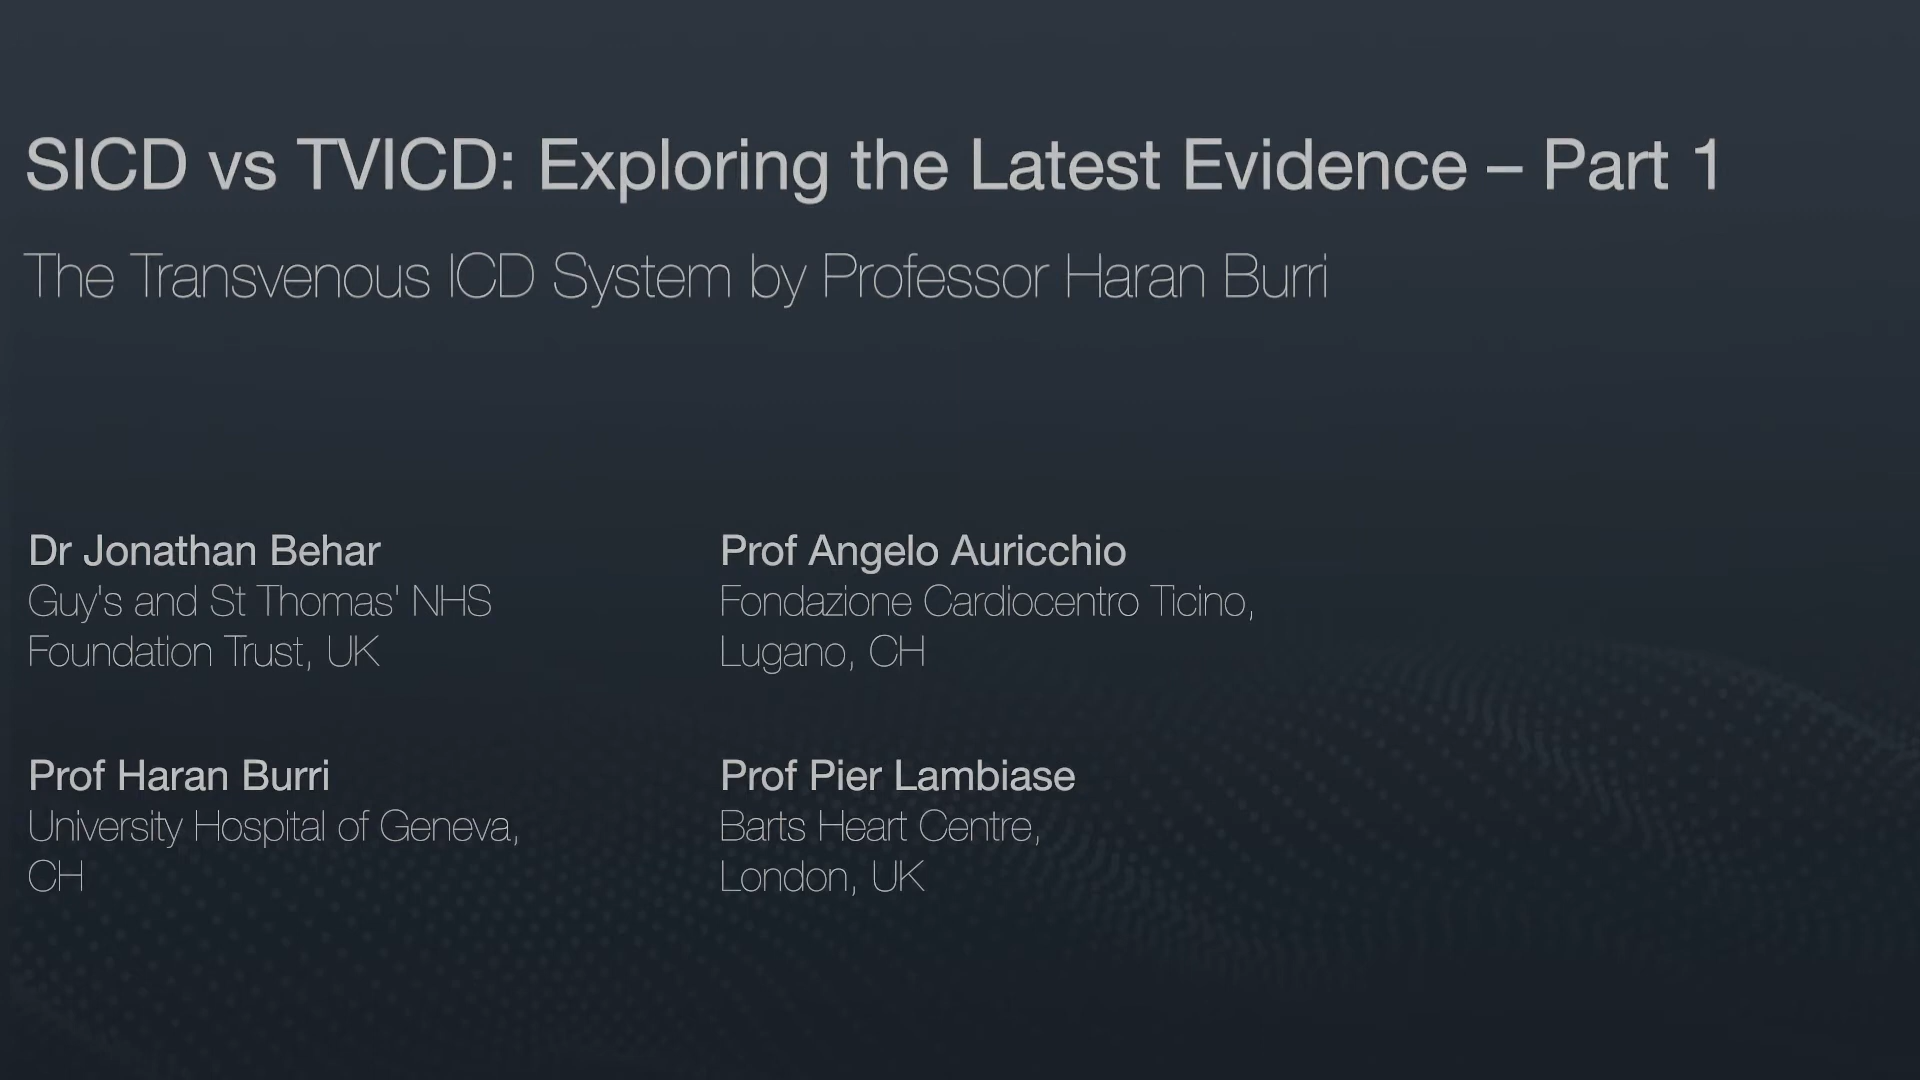 SICD vs TVICD: Exploring the Latest Evidence – Part 1
The Transvenous ICD System by Professor Haran Burri
Dr Jonathan Behar
Guy's and St Thomas' NHS
Foundation Trust, UK
Prof Angelo Auricchio
Fondazione Cardiocentro Ticino,
Lugano, CH
Prof Haran Burri
University Hospital of Geneva,
CH
Prof Pier Lambiase
Barts Heart Centre,
London, UK